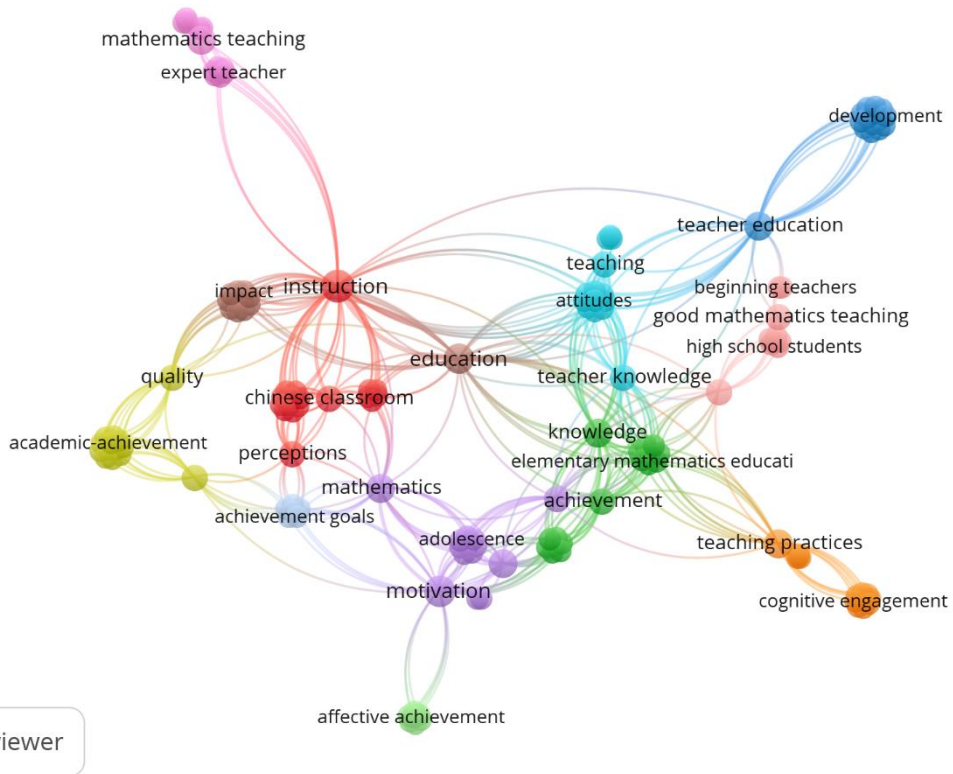 mathematics teaching
expert teacher
development
teacher education
teaching
impact
instruction
attitudes
beginning teachers
good mathematics teaching
high school students
education
quality
teacher knowledge
chinese classroom
knowledge
academic-achievement
perceptions
elementary mathematics educati
mathematics
achievement
achievement goals
adolescence
teaching practices
motivation
cognitive engagement
affective achievement
iewer